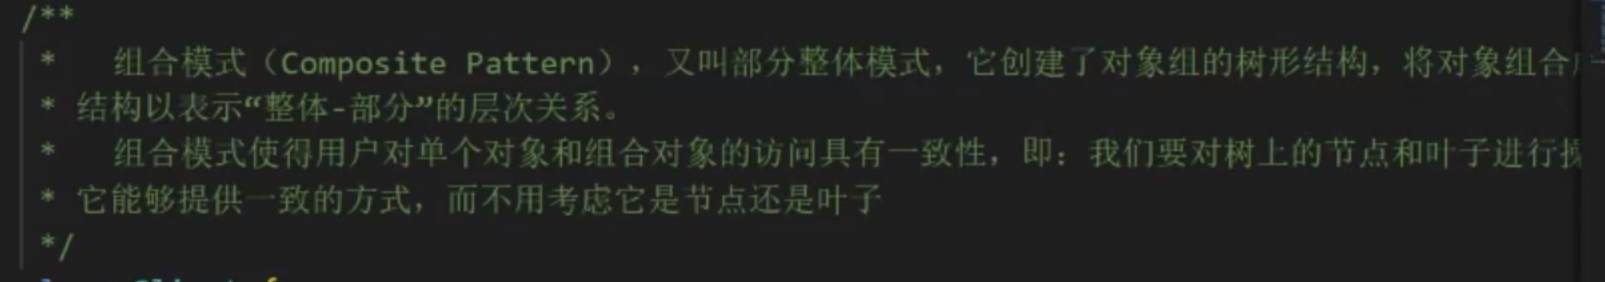 /**
 *   组合模式（Composite Pattern），又叫部分整体模式，它创建了对象组的树形结构，将对象组合
 * 结构以表示“整体-部分”的层次关系。
 *   组合模式使得用户对单个对象和组合对象的访问具有一致性，即：我们要对树上的节点和叶子进行
 * 它能够提供一致的方式，而不用考虑它是节点还是叶子
 */